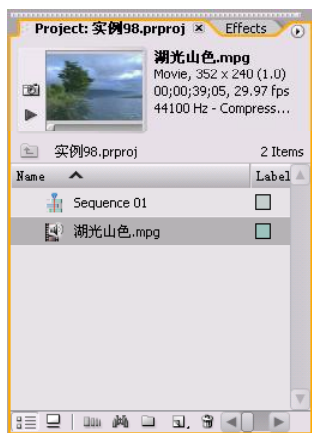 Project: 实例98.prproj × Effects
湖光山色.mpg
Movie, 352 x 240 (1.0)
00;00;39;05, 29.97 fps
44100 Hz - Compress...
实例98.prproj 2 Items
Name Label
Sequence 01
湖光山色.mpg